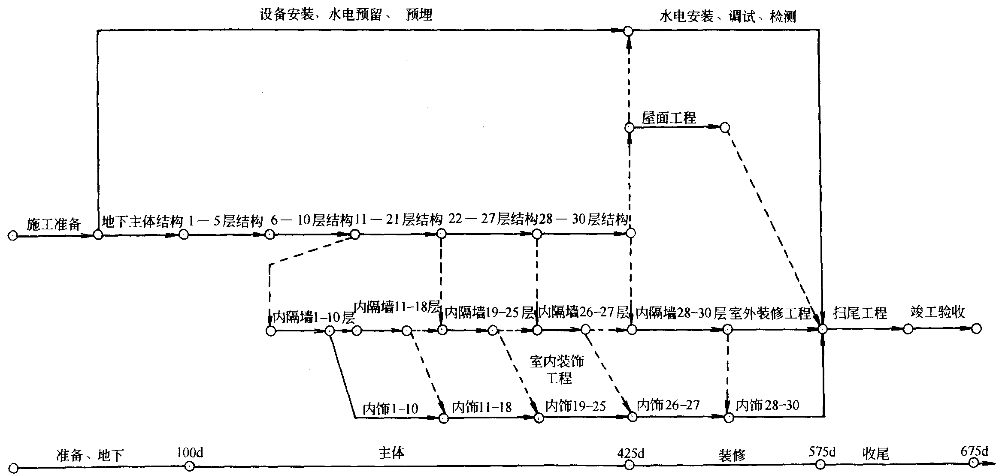 设备安装，水电预留、 预埋
水电安装、调试、检测
屋面工程
施工准备
地下主体结构
1－5层结构
6－10层结构
11－21层结构
22－27层结构
28－30层结构
内隔墙1-10层
内隔墙11-18层
内隔墙19-25层
内隔墙26-27层
内隔墙28-30层
室外装修工程
扫尾工程
竣工验收
室内装饰
工程
内饰1-10
内饰11-18
内饰19-25
内饰26-27
内饰28-30
准备、地下
100d
主体
425d
装修
575d
收尾
675d